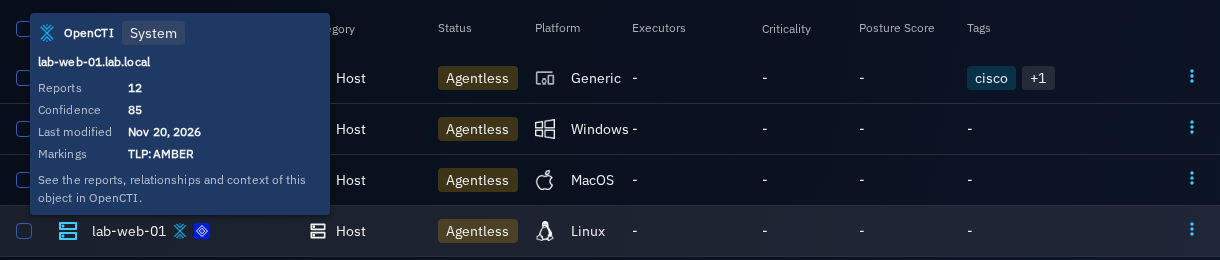 OpenCTI System
lab-web-01.lab.local
Reports 12
Confidence 85
Last modified Nov 20, 2026
Markings TLP:AMBER
See the reports, relationships and context of this
object in OpenCTI.
egory Status Platform Executors Criticality Posture Score Tags
Host Agentless Generic - - - cisco +1
Host Agentless Windows - - - -
Host Agentless MacOS - - - -
lab-web-01 Host Agentless Linux - - - -